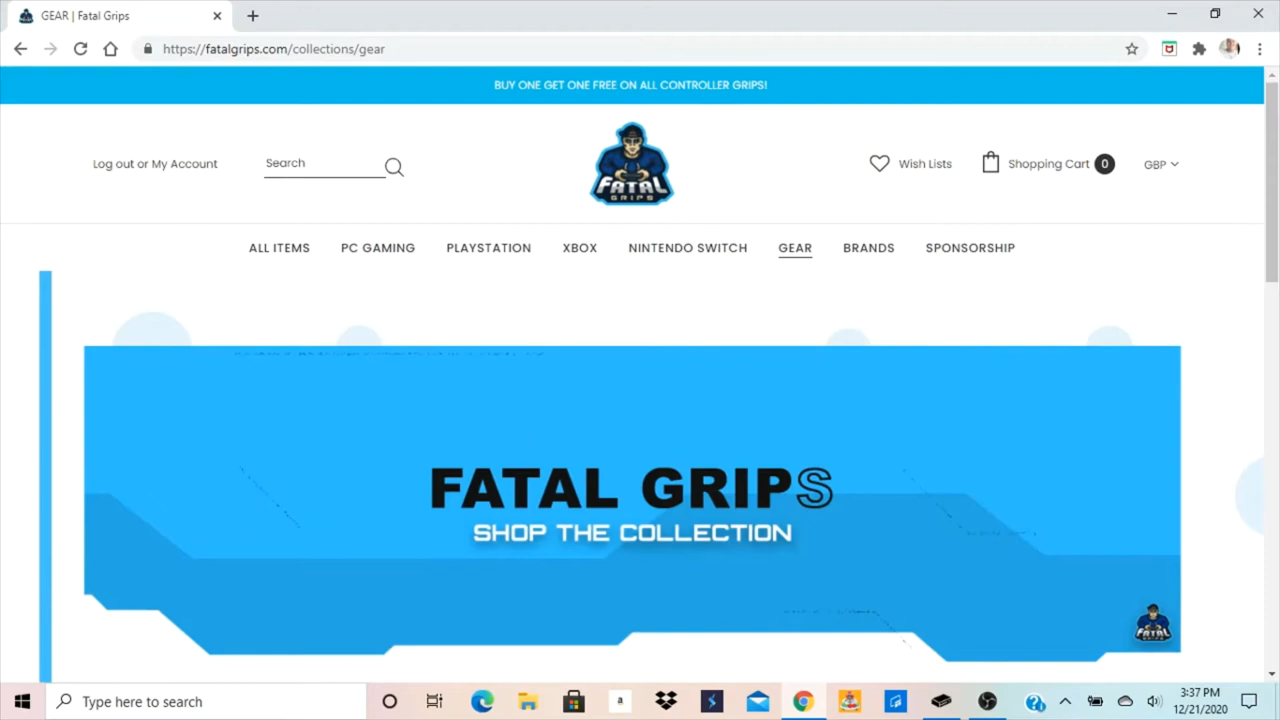 GEAR | Fatal Grips
https://fatalgrips.com/collections/gear
BUY ONE GET ONE FREE ON ALL CONTROLLER GRIPS!
Log out or My Account
Search
FATAL
GRIPS
Wish Lists
Shopping Cart 0
GBP
ALL ITEMS PC GAMING PLAYSTATION XBOX NINTENDO SWITCH GEAR BRANDS SPONSORSHIP
FATAL GRIPS
SHOP THE COLLECTION
FATAL
GRIPS
Type here to search
a
3:37 PM
12/21/2020